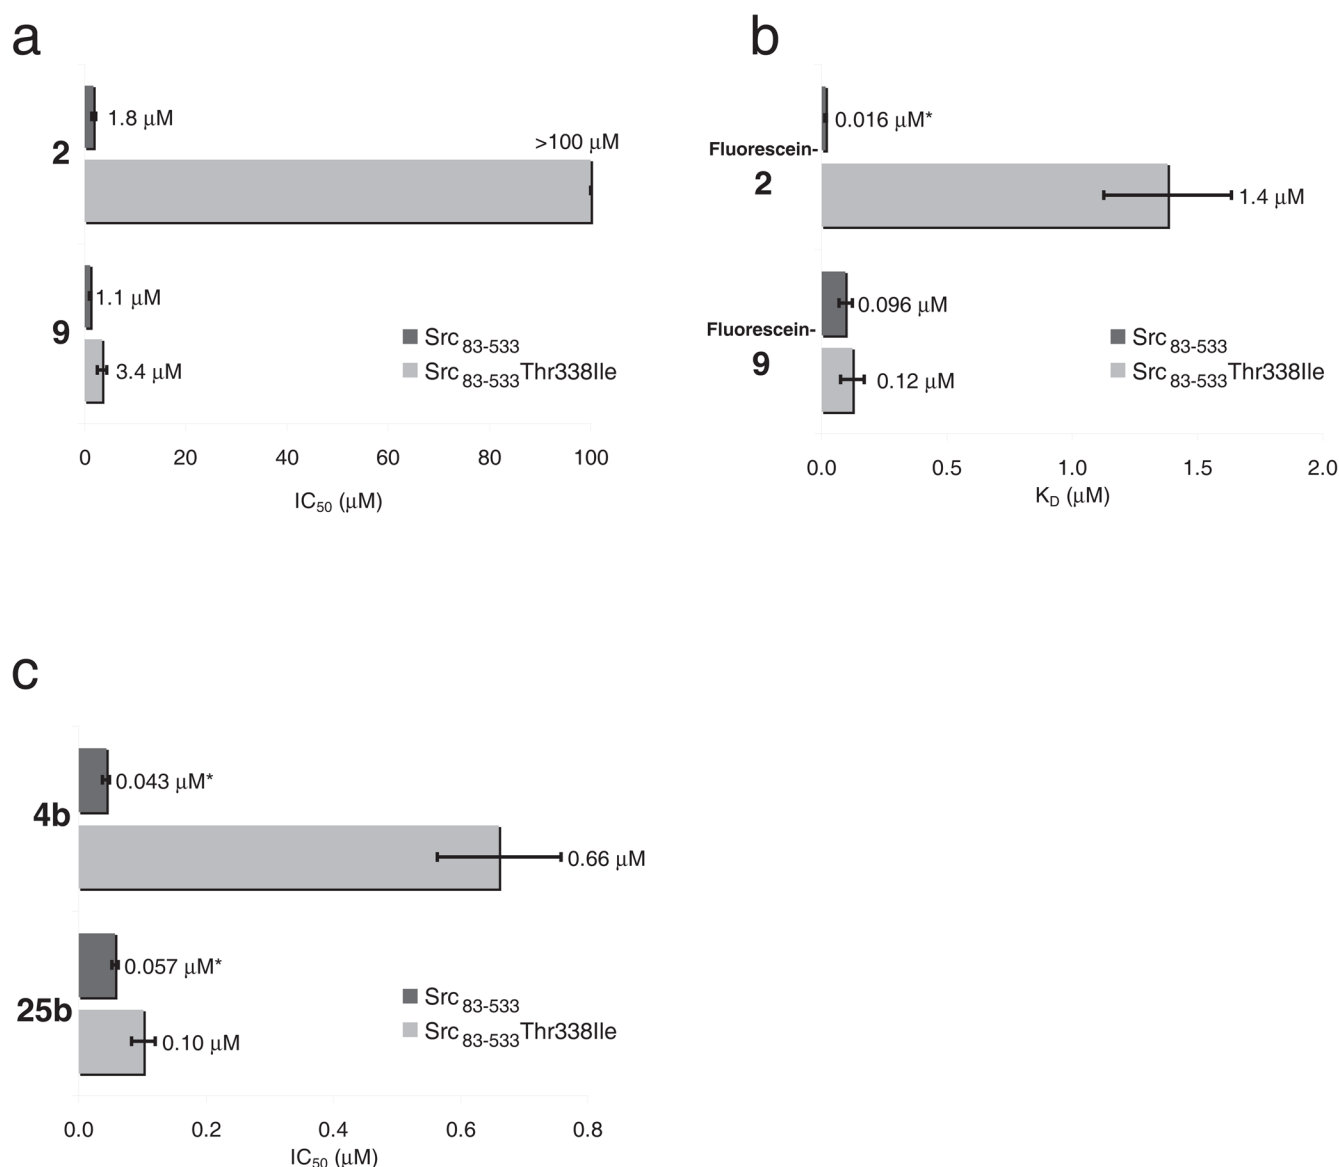 a
1.8 μM
2
>100 μM
1.1 μM
9
3.4 μM
Src 83-533
Src 83-533Thr338Ile
0 20 40 60 80 100
IC50 (μM)
b
0.016 μM*
Fluorescein-
2
1.4 μM
0.096 μM
Fluorescein-
9
0.12 μM
Src 83-533
Src 83-533Thr338Ile
0.0 0.5 1.0 1.5 2.0
KD (μM)
c
0.043 μM*
4b
0.66 μM
0.057 μM*
25b
0.10 μM
Src 83-533
Src 83-533Thr338Ile
0.0 0.2 0.4 0.6 0.8
IC50 (μM)